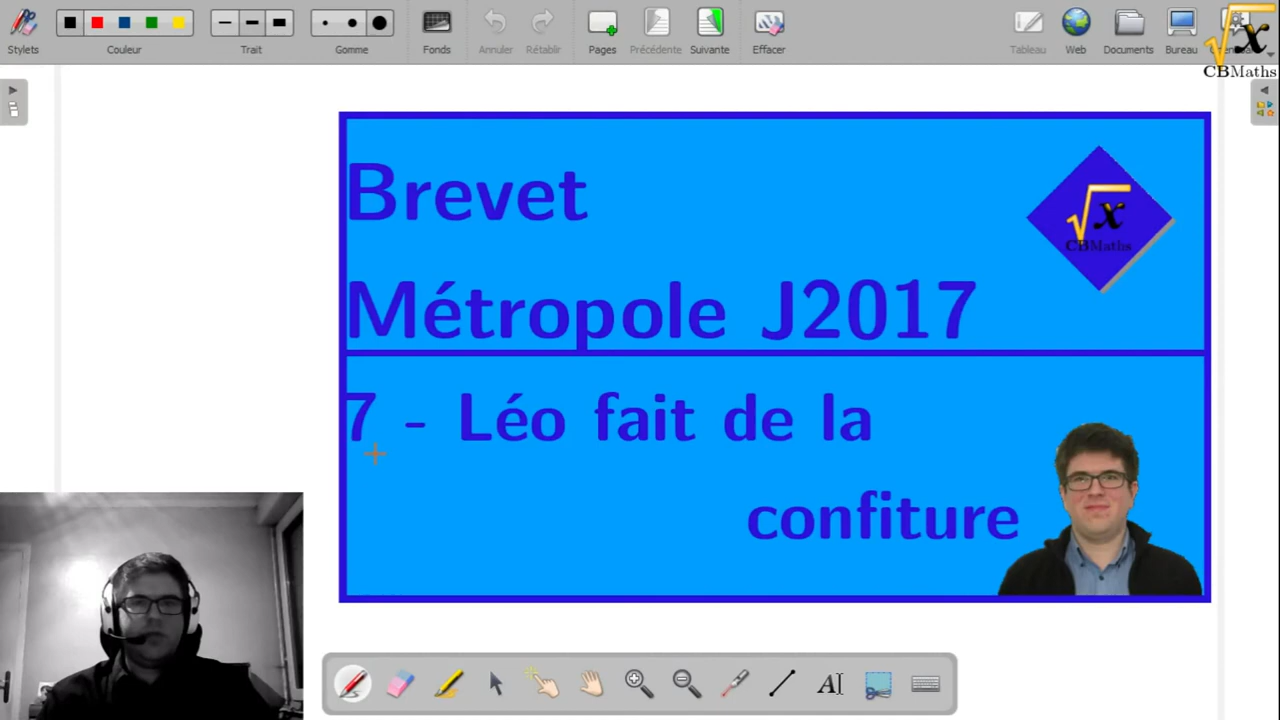 Stylets
Couleur
Trait
Gomme
Fonds
Annuler
Rétablir
Pages
Précédente
Suivante
Effacer
Tableau
Web
Documents
Bureau
√x
CBMaths
Brevet
√x
CBMaths
Métropole J2017
7 - Léo fait de la
confiture
AI